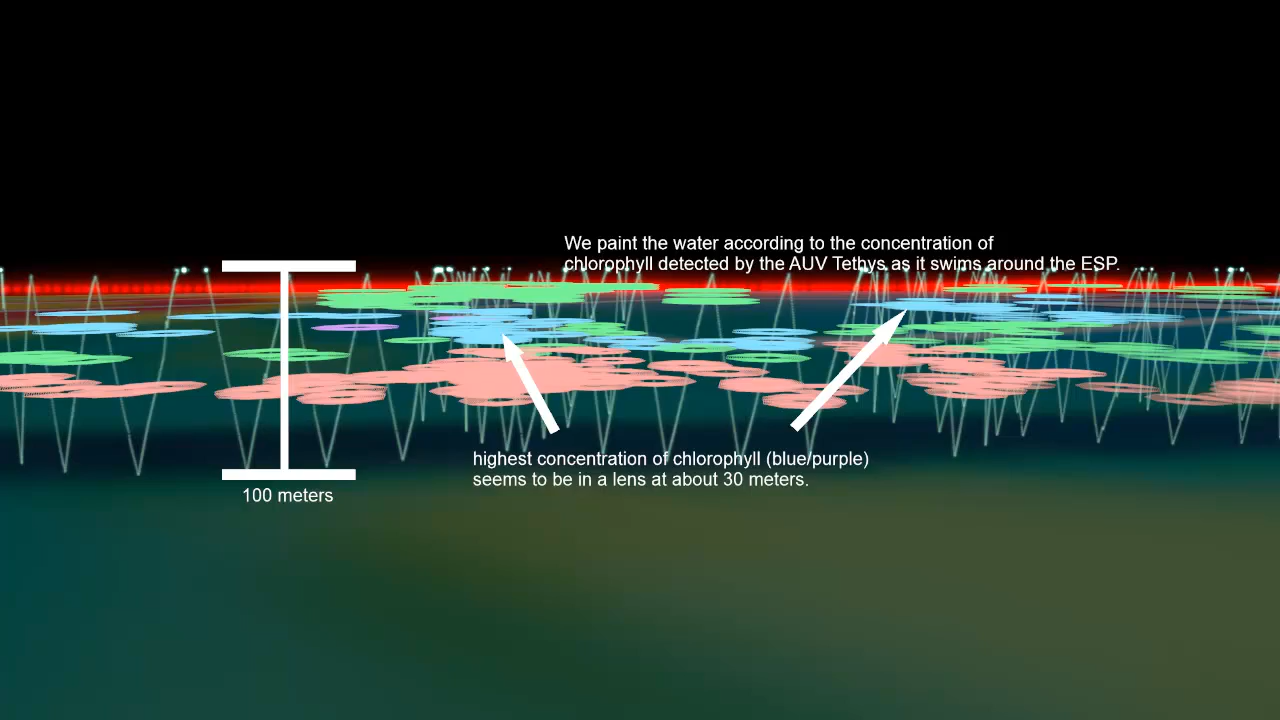 We paint the water according to the concentration of
chlorophyll detected by the AUV Tethys as it swims around the ESP.
highest concentration of chlorophyll (blue/purple)
seems to be in a lens at about 30 meters.
100 meters